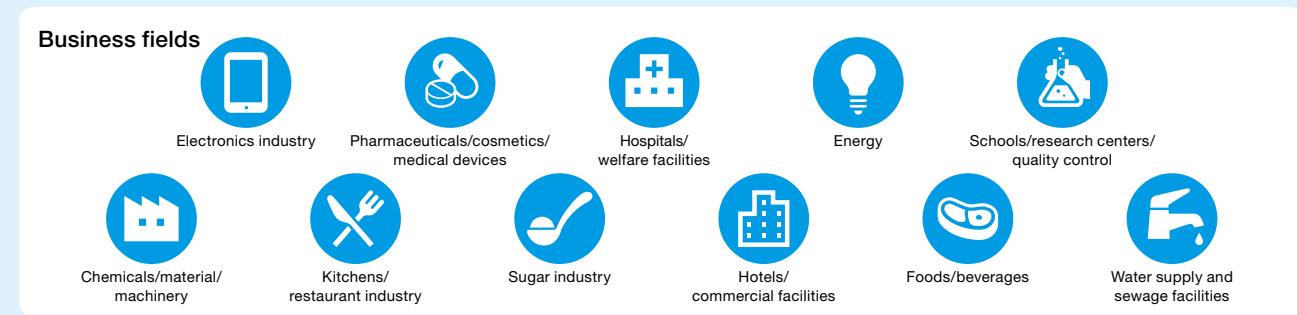 Business fields
Electronics industry
Pharmaceuticals/cosmetics/
medical devices
Hospitals/
welfare facilities
Energy
Schools/research centers/
quality control
Chemicals/material/
machinery
Kitchens/
restaurant industry
Sugar industry
Hotels/
commercial facilities
Foods/beverages
Water supply and
sewage facilities